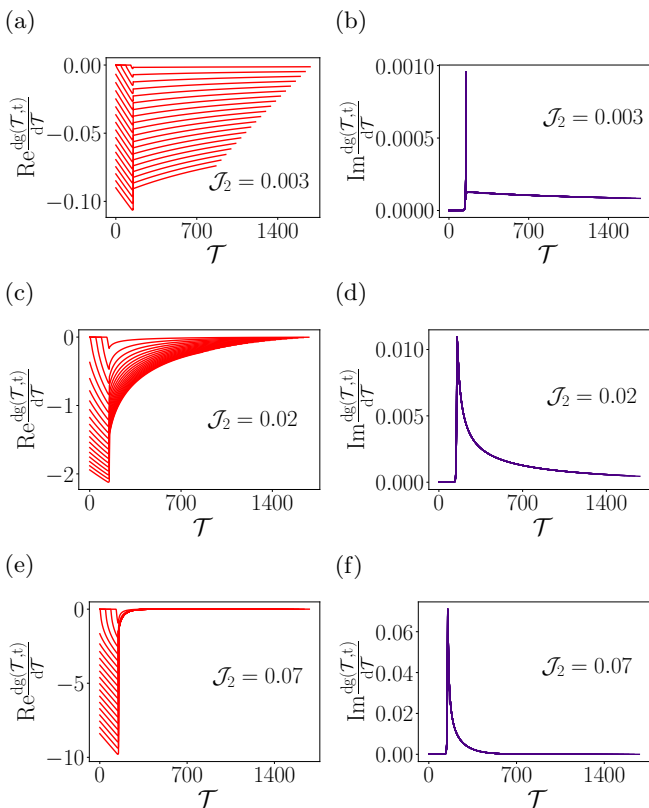 (a)
(b)
0.00
−0.05
−0.10
Re dg(𝒯,t)/d𝒯
𝒥₂ = 0.003
0 700 1400
𝒯
0.0010
0.0005
0.0000
Im dg(𝒯,t)/d𝒯
𝒥₂ = 0.003
0 700 1400
𝒯
(c)
(d)
0
−1
−2
Re dg(𝒯,t)/d𝒯
𝒥₂ = 0.02
0 700 1400
𝒯
0.010
0.005
0.000
Im dg(𝒯,t)/d𝒯
𝒥₂ = 0.02
0 700 1400
𝒯
(e)
(f)
0
−5
−10
Re dg(𝒯,t)/d𝒯
𝒥₂ = 0.07
0 700 1400
𝒯
0.06
0.04
0.02
0.00
Im dg(𝒯,t)/d𝒯
𝒥₂ = 0.07
0 700 1400
𝒯